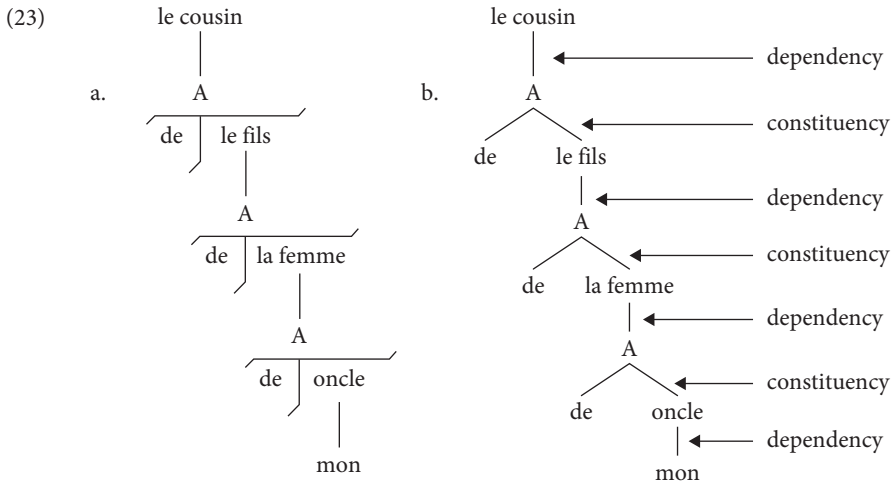 (23) le cousin le cousin
dependency
a. A b. A
constituency
de le fils de le fils
dependency
A A
constituency
de la femme de la femme
dependency
A A
constituency
de oncle de oncle
dependency
mon mon